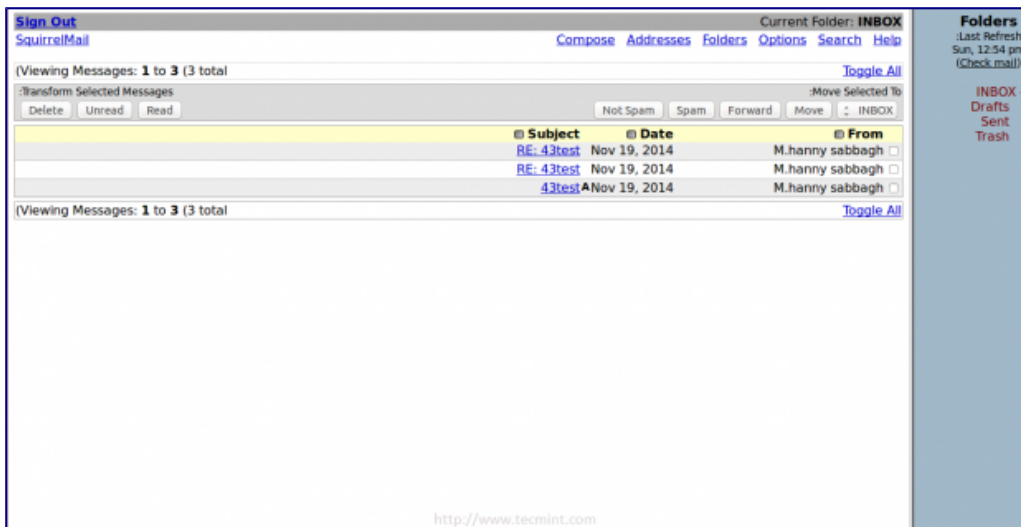 Sign Out Current Folder: INBOX
SquirrelMail Compose Addresses Folders Options Search Help
(Viewing Messages: 1 to 3 (3 total Toggle All
:Transform Selected Messages :Move Selected To
Delete Unread Read Not Spam Spam Forward Move INBOX
Subject Date From
RE: 43test Nov 19, 2014 M.hanny sabbagh
RE: 43test Nov 19, 2014 M.hanny sabbagh
43test A Nov 19, 2014 M.hanny sabbagh
(Viewing Messages: 1 to 3 (3 total Toggle All
Folders
:Last Refresh
Sun, 12:54 pm
(Check mail)
INBOX
Drafts
Sent
Trash
http://www.tecmint.com